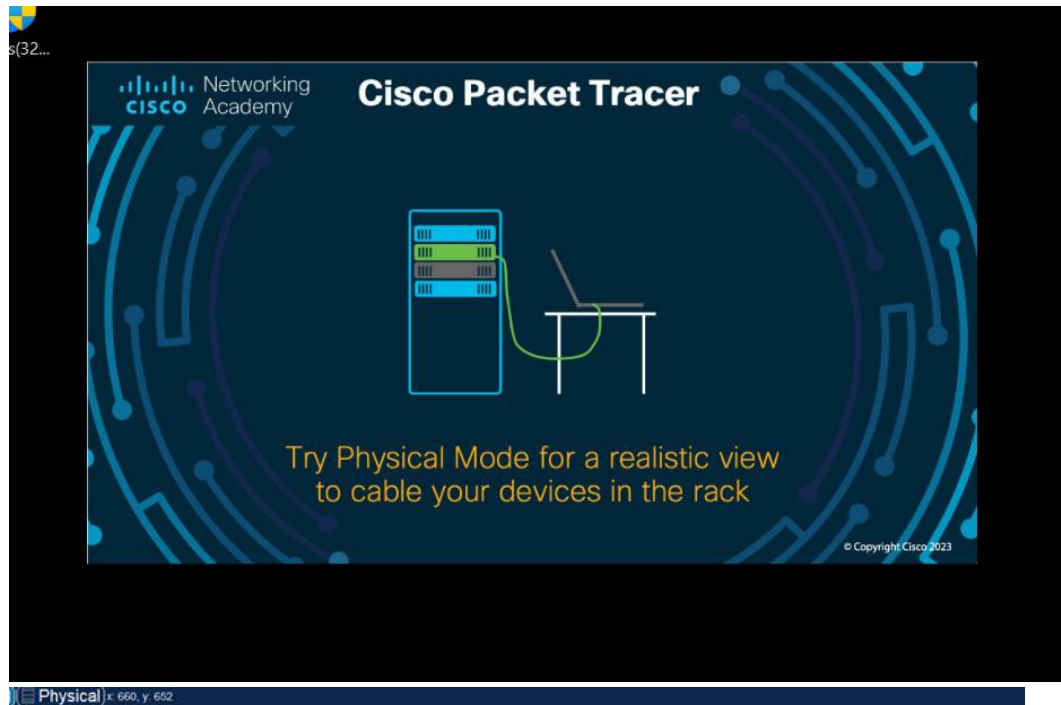 s(32...
Networking
CISCO Academy
Cisco Packet Tracer
Try Physical Mode for a realistic view
to cable your devices in the rack
© Copyright Cisco 2023
Physical x: 660, y: 652